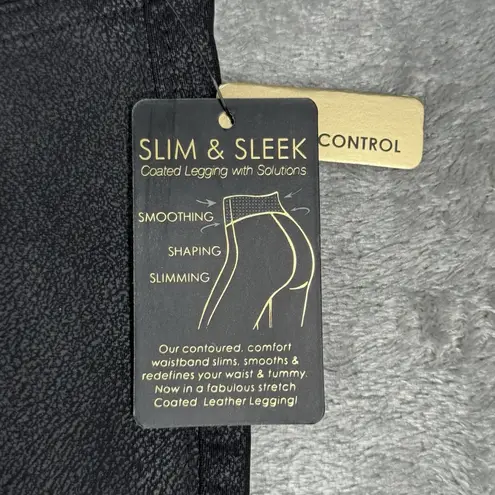 CONTROL
SLIM & SLEEK
Coated Legging with Solutions
SMOOTHING
SHAPING
SLIMMING
Our contoured, comfort
waistband slims, smooths &
redefines your waist & tummy.
Now in a fabulous stretch
Coated Leather Legging!